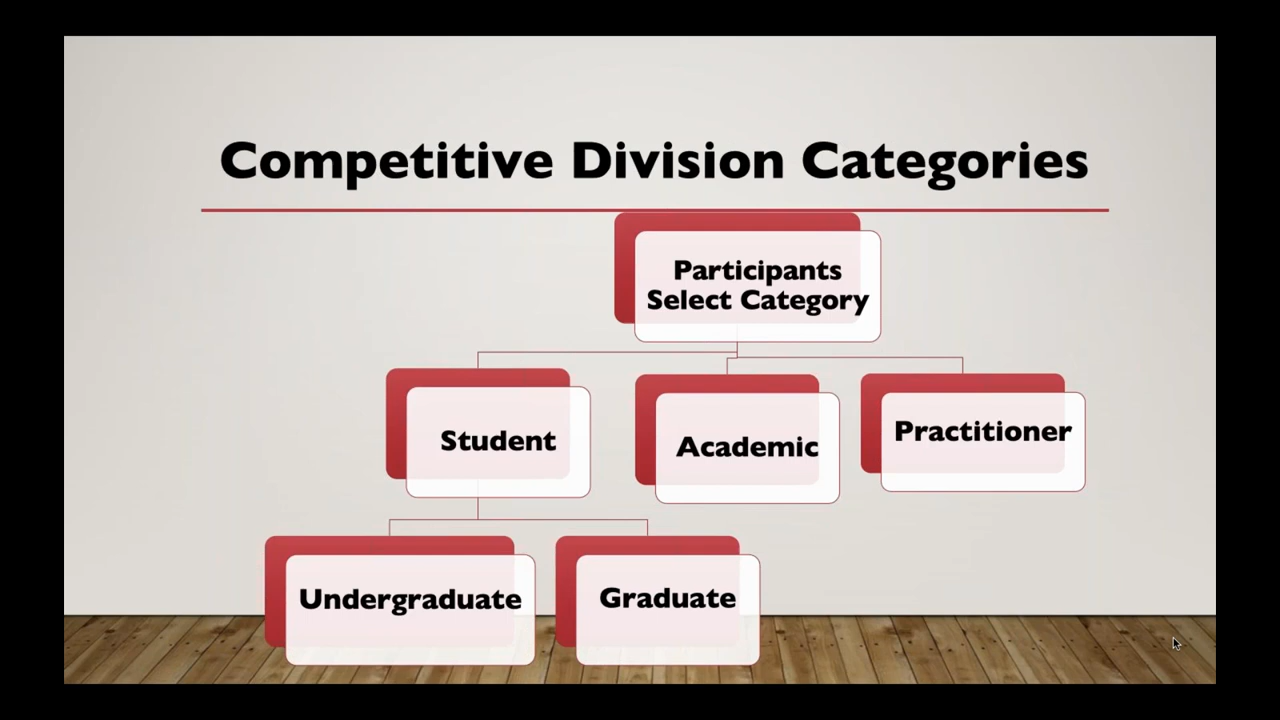 Competitive Division Categories
Participants
Select Category
Student
Academic
Practitioner
Undergraduate
Graduate